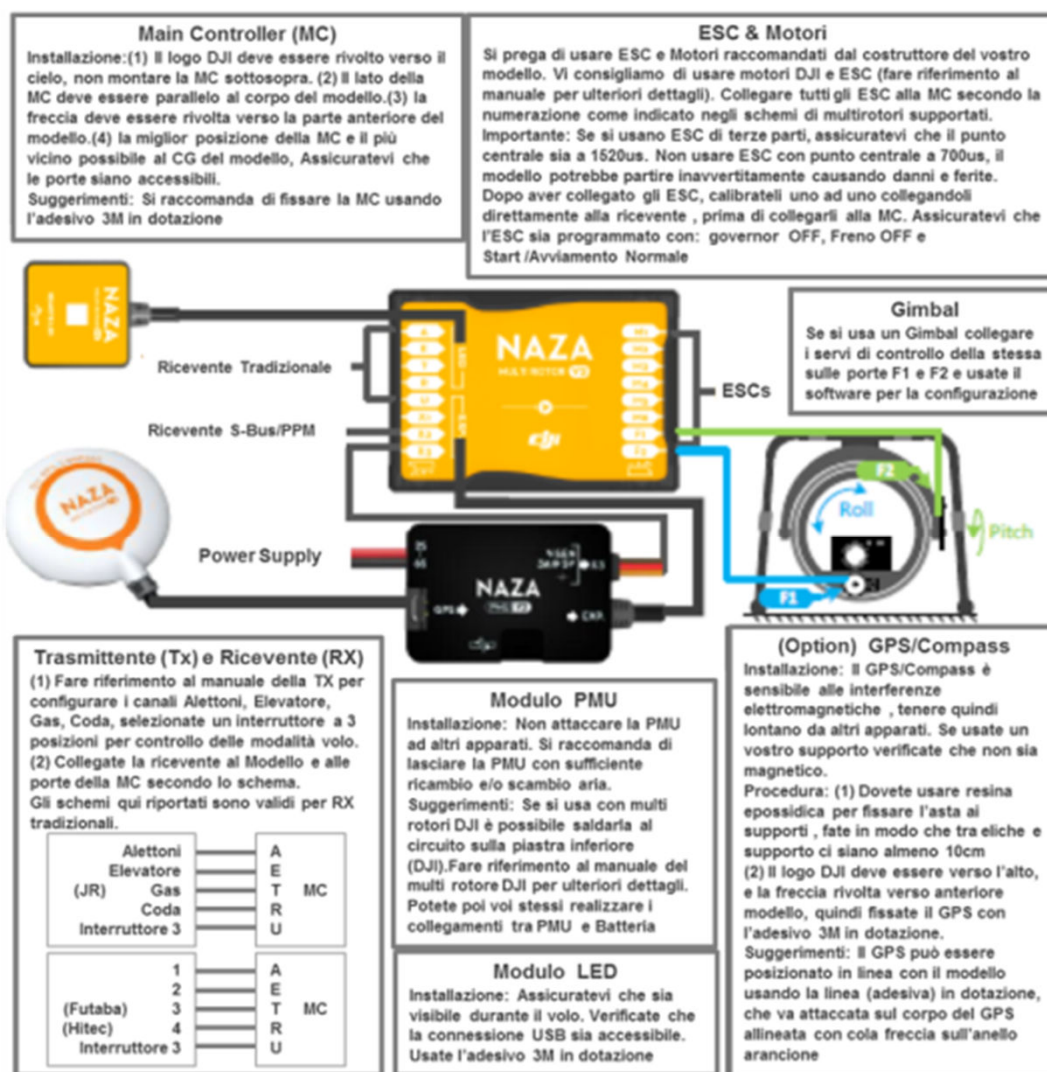 Main Controller (MC)
Installazione:(1) Il logo DJI deve essere rivolto verso il
cielo, non montare la MC sottosopra. (2) Il lato della
MC deve essere parallelo al corpo del modello.(3) la
freccia deve essere rivolta verso la parte anteriore del
modello.(4) la miglior posizione della MC e il più
vicino possibile al CG del modello, Assicuratevi che
le porte siano accessibili.
Suggerimenti: Si raccomanda di fissare la MC usando
l'adesivo 3M in dotazione
ESC & Motori
Si prega di usare ESC e Motori raccomandati dal costruttore del vostro
modello. Vi consigliamo di usare motori DJI e ESC (fare riferimento al
manuale per ulteriori dettagli). Collegare tutti gli ESC alla MC secondo la
numerazione come indicato negli schemi di multirotori supportati.
Importante: Se si usano ESC di terze parti, assicuratevi che il punto
centrale sia a 1520us. Non usare ESC con punto centrale a 700us, il
modello potrebbe partire inavvertitamente causando danni e ferite.
Dopo aver collegato gli ESC, calibrateli uno ad uno collegandoli
direttamente alla ricevente , prima di collegarli alla MC. Assicuratevi che
l'ESC sia programmato con: governor OFF, Freno OFF e
Start /Avviamento Normale
NAZA
Ricevente Tradizionale
Ricevente S-Bus/PPM
NAZA
MULTI ROTOR V2
LED
EXP
dji
ESCs
Gimbal
Se si usa un Gimbal collegare
i servi di controllo della stessa
sulle porte F1 e F2 e usate il
software per la configurazione
NAZA
Power Supply
NAZA
PMU V2
GPS
EXP
F2
Roll
Pitch
F1
Trasmittente (Tx) e Ricevente (RX)
(1) Fare riferimento al manuale della TX per
configurare i canali Alettoni, Elevatore,
Gas, Coda, selezionate un interruttore a 3
posizioni per controllo delle modalità volo.
(2) Collegate la ricevente al Modello e alle
porte della MC secondo lo schema.
Gli schemi qui riportati sono validi per RX
tradizionali.
Alettoni A
Elevatore E
(JR) Gas T MC
Coda R
Interruttore 3 U
1 A
2 E
(Futaba) 3 T MC
(Hitec) 4 R
Interruttore 3 U
Modulo PMU
Installazione: Non attaccare la PMU
ad altri apparati. Si raccomanda di
lasciare la PMU con sufficiente
ricambio e/o scambio aria.
Suggerimenti: Se si usa con multi
rotori DJI è possibile saldarla al
circuito sulla piastra inferiore
(DJI).Fare riferimento al manuale del
multi rotore DJI per ulteriori dettagli.
Potete poi voi stessi realizzare i
collegamenti tra PMU e Batteria
Modulo LED
Installazione: Assicuratevi che sia
visibile durante il volo. Verificate che
la connessione USB sia accessibile.
Usate l'adesivo 3M in dotazione
(Option) GPS/Compass
Installazione: Il GPS/Compass è
sensibile alle interferenze
elettromagnetiche , tenere quindi
lontano da altri apparati. Se usate un
vostro supporto verificate che non sia
magnetico.
Procedura: (1) Dovete usare resina
epossidica per fissare l'asta ai
supporti , fate in modo che tra eliche e
supporto ci siano almeno 10cm
(2) Il logo DJI deve essere verso l'alto,
e la freccia rivolta verso anteriore
modello, quindi fissate il GPS con
l'adesivo 3M in dotazione.
Suggerimenti: Il GPS può essere
posizionato in linea con il modello
usando la linea (adesiva) in dotazione,
che va attaccata sul corpo del GPS
allineata con cola freccia sull'anello
arancione